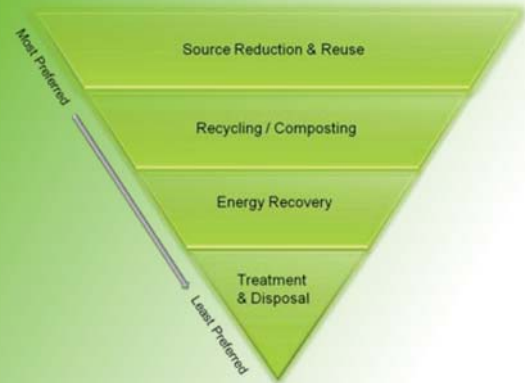 Most Preferred
Source Reduction & Reuse
Recycling / Composting
Energy Recovery
Treatment
& Disposal
Least Preferred